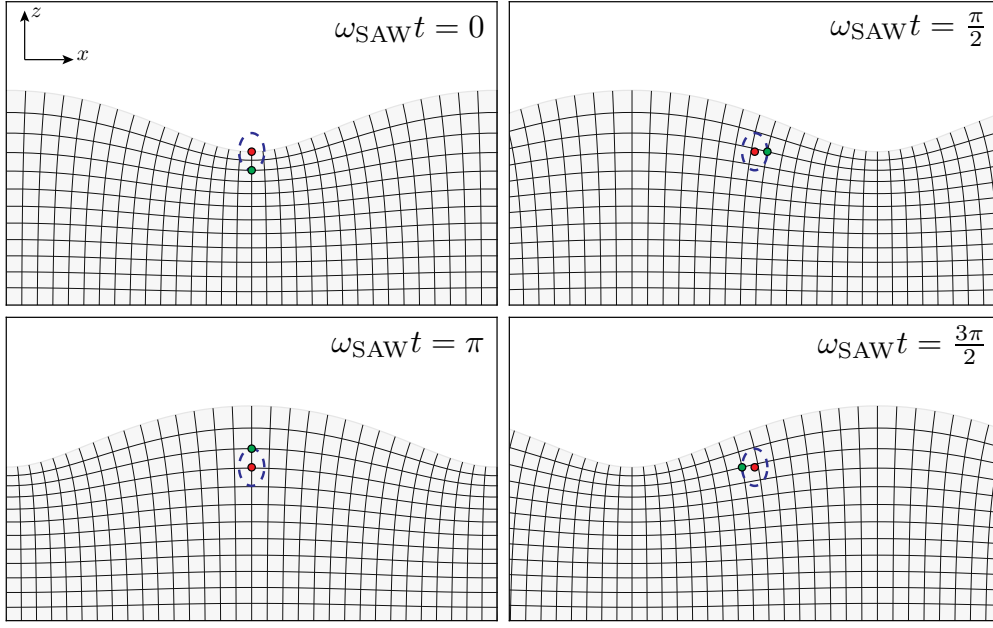 z
x
ω_SAW t = 0
ω_SAW t = π/2
ω_SAW t = π
ω_SAW t = 3π/2